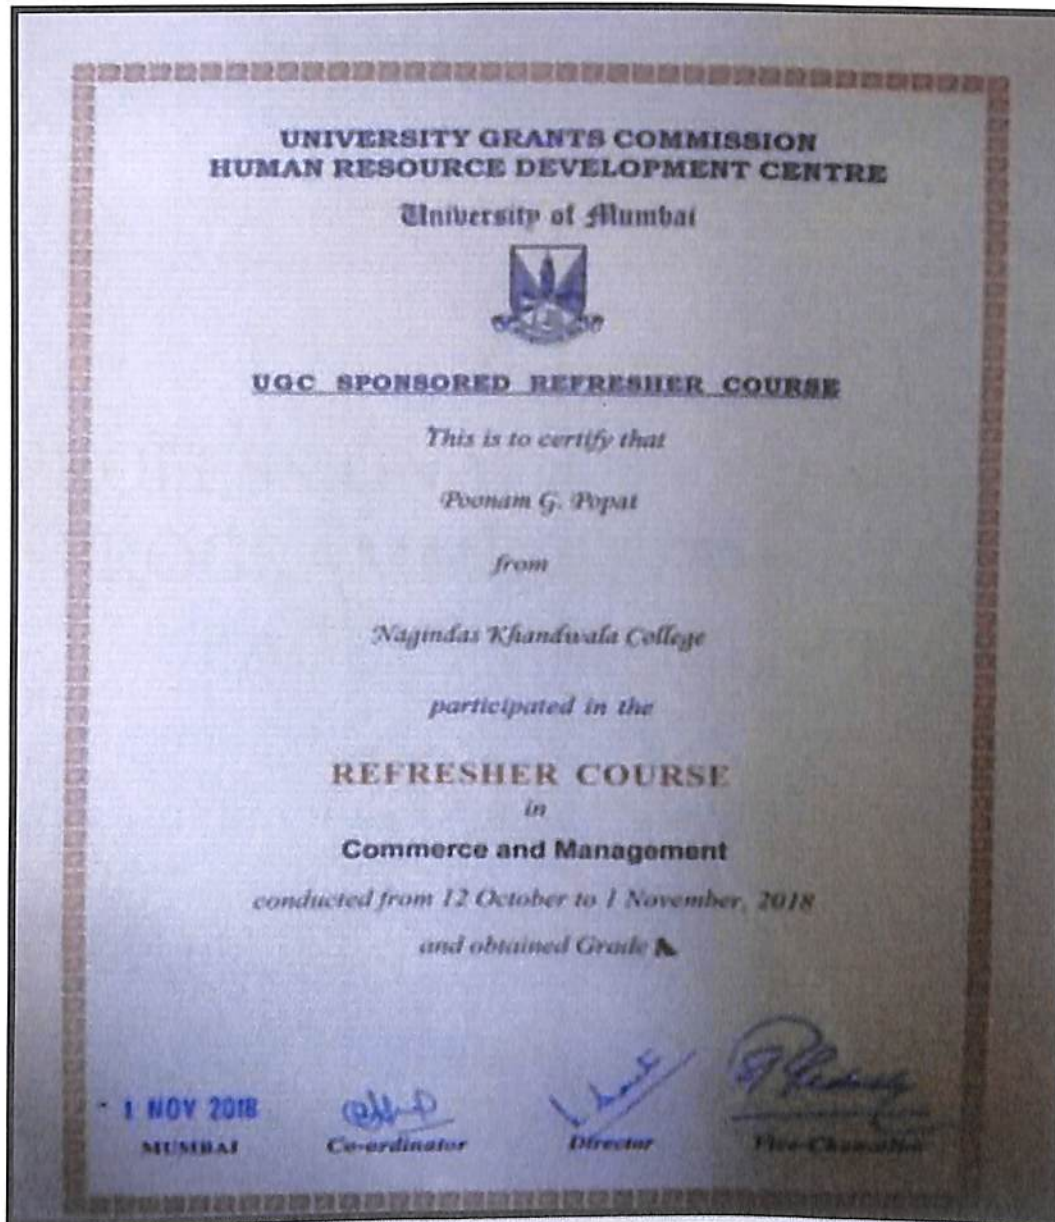 UNIVERSITY GRANTS COMMISSION
HUMAN RESOURCE DEVELOPMENT CENTRE
University of Mumbai
UGC SPONSORED REFRESHER COURSE
This is to certify that
Poonam G. Popat
from
Nagindas Khandwala College
participated in the
REFRESHER COURSE
in
Commerce and Management
conducted from 12 October to 1 November, 2018
and obtained Grade A
- 1 NOV 2018
MUMBAI
Co-ordinator
Director
Vice-Chancellor